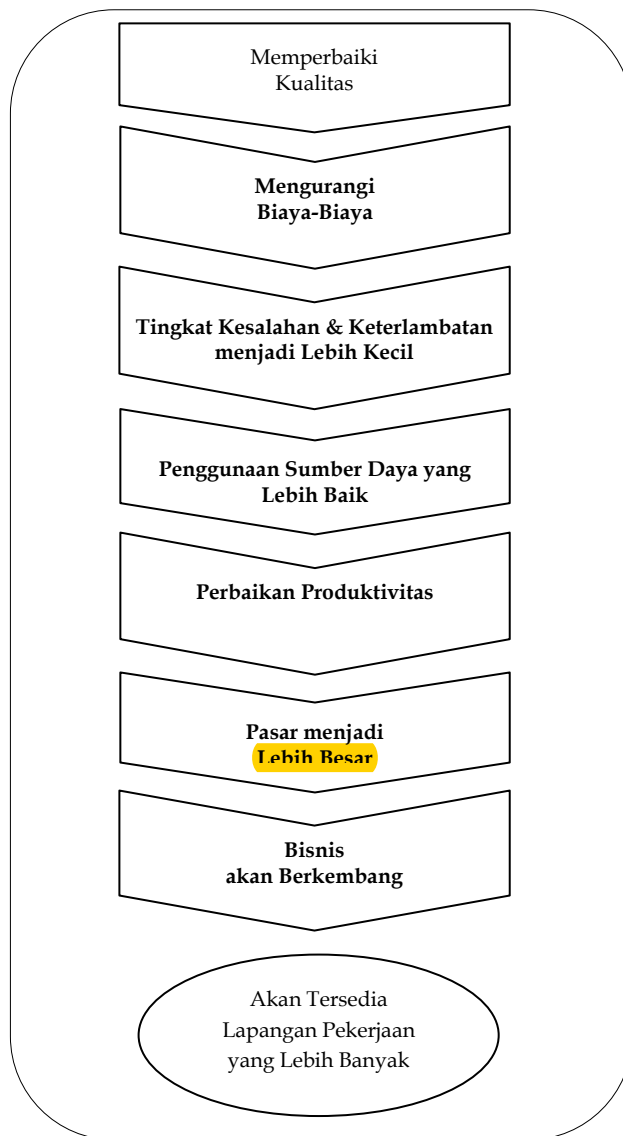 Memperbaiki
Kualitas
Mengurangi
Biaya-Biaya
Tingkat Kesalahan & Keterlambatan
menjadi Lebih Kecil
Penggunaan Sumber Daya yang
Lebih Baik
Perbaikan Produktivitas
Pasar menjadi
Lebih Besar
Bisnis
akan Berkembang
Akan Tersedia
Lapangan Pekerjaan
yang Lebih Banyak